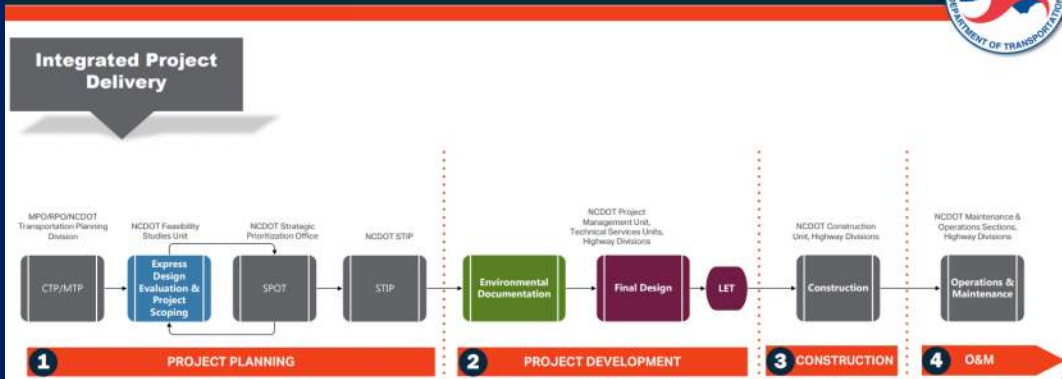 DEPARTMENT OF TRANSPORTATION
Integrated Project
Delivery
MPO/RPO/NCDOT
Transportation Planning
Division
NCDOT Feasibility
Studies Unit
NCDOT Strategic
Prioritization Office
NCDOT STIP
NCDOT Project
Management Unit,
Technical Services Units,
Highway Divisions
NCDOT Construction
Unit, Highway Divisions
NCDOT Maintenance &
Operations Sections,
Highway Divisions
CTP/MTP
Express
Design
Evaluation &
Project
Scoping
SPOT
STIP
Environmental
Documentation
Final Design
LET
Construction
Operations &
Maintenance
1 PROJECT PLANNING
2 PROJECT DEVELOPMENT
3 CONSTRUCTION
4 O&M